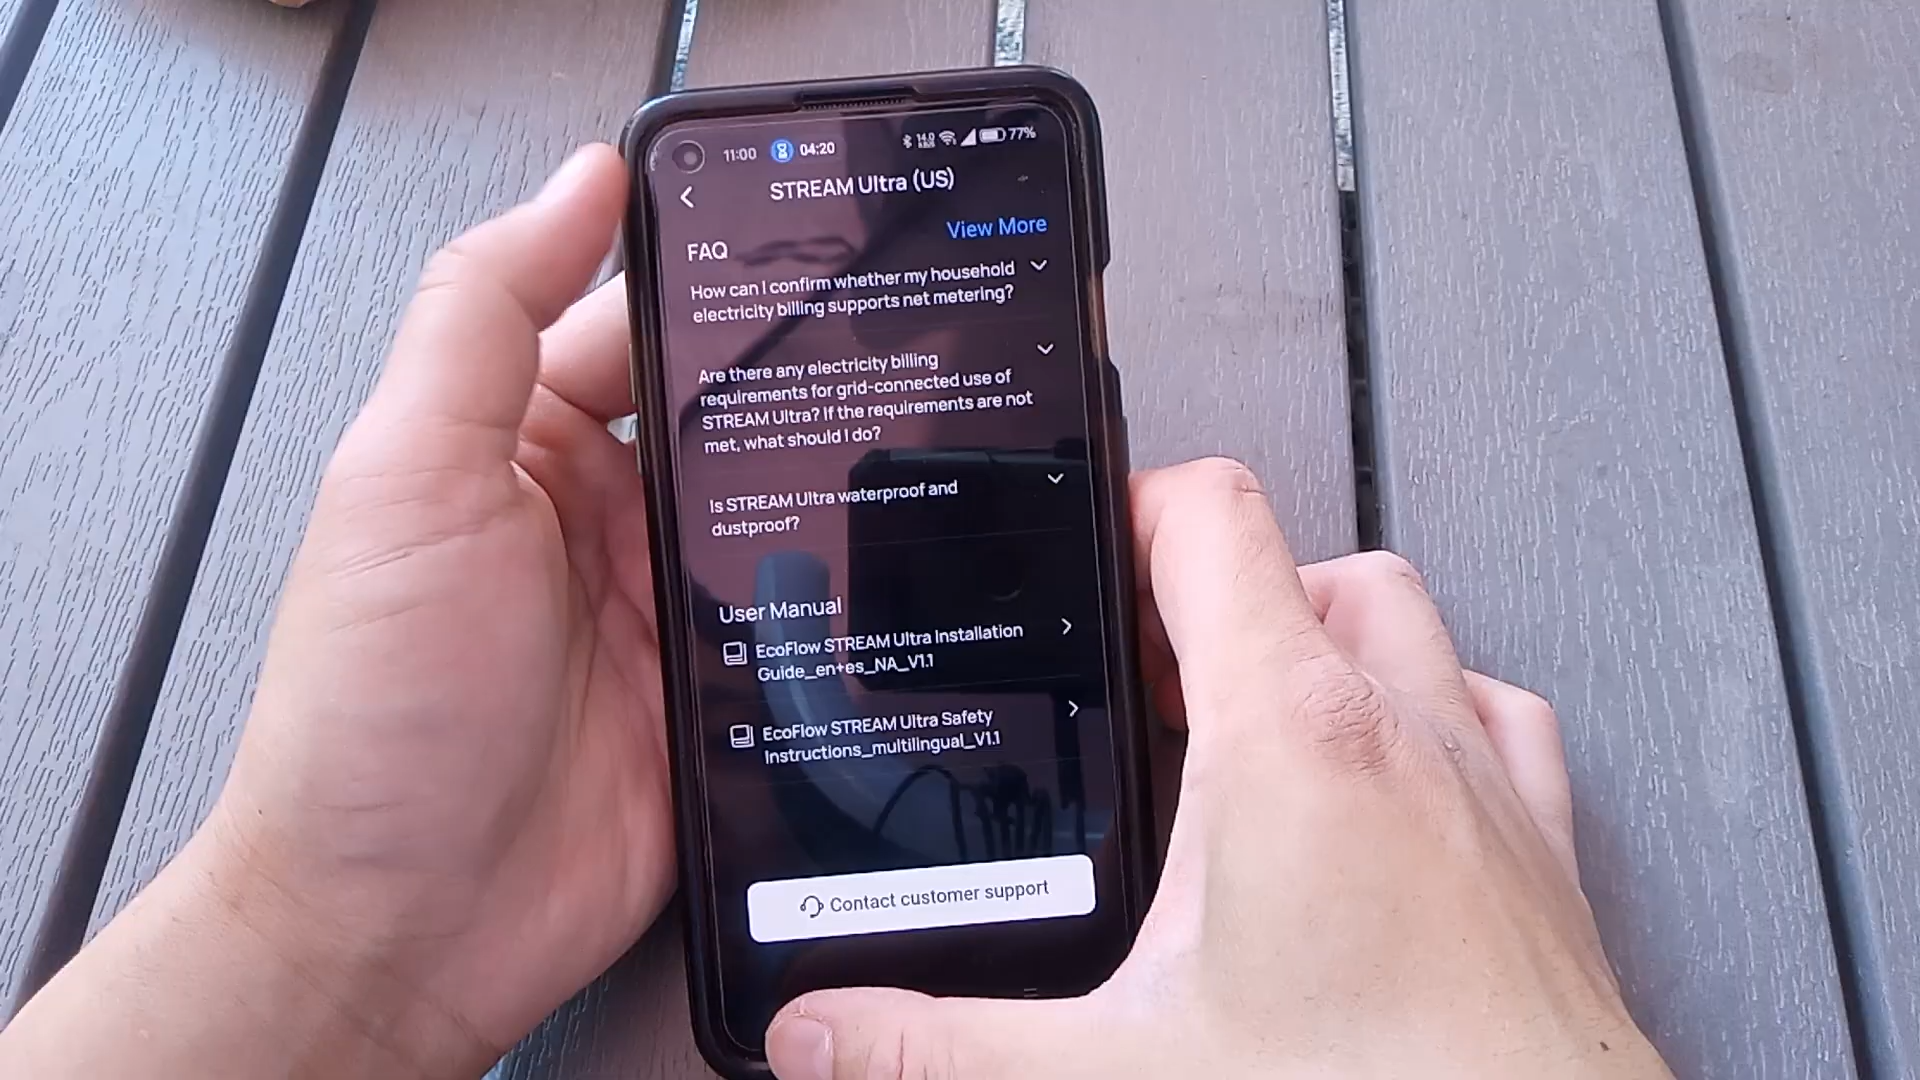 11:00 04:20 77%
STREAM Ultra (US)
View More
FAQ
How can I confirm whether my household
electricity billing supports net metering?
Are there any electricity billing
requirements for grid-connected use of
STREAM Ultra? If the requirements are not
met, what should I do?
Is STREAM Ultra waterproof and
dustproof?
User Manual
EcoFlow STREAM Ultra Installation
Guide_en+es_NA_V1.1
EcoFlow STREAM Ultra Safety
Instructions_multilingual_V1.1
Contact customer support